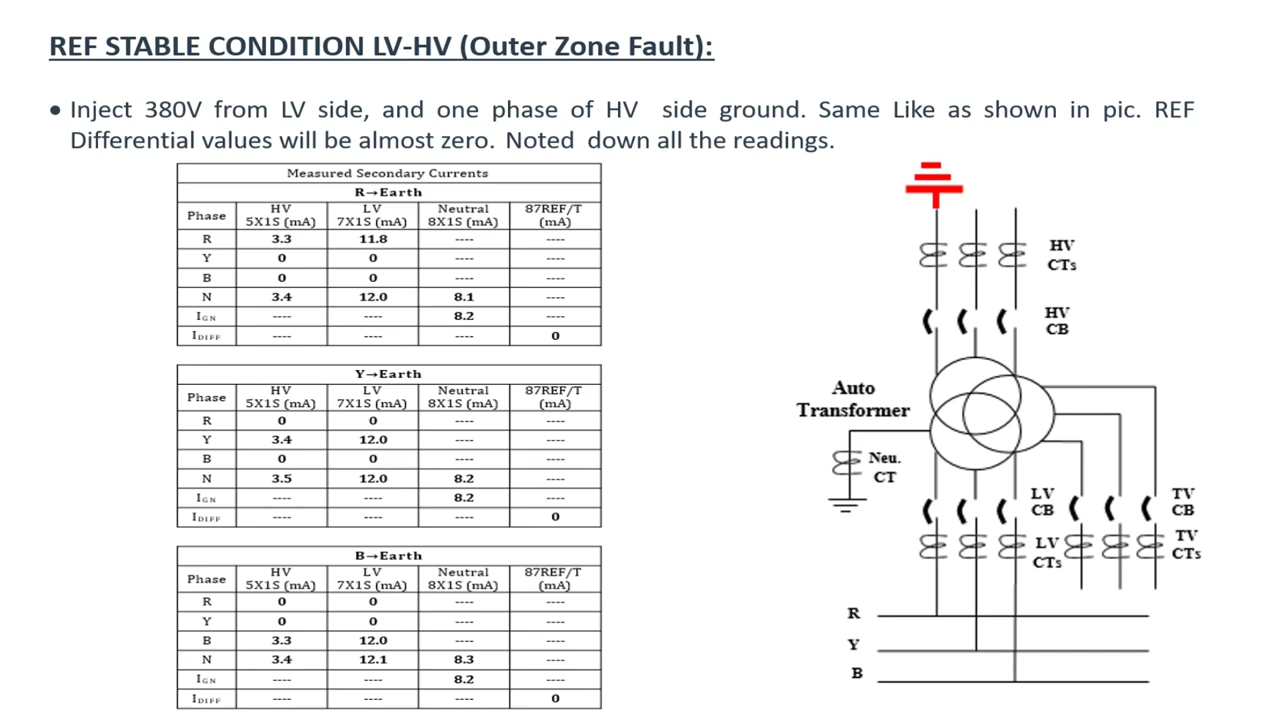 REF STABLE CONDITION LV-HV (Outer Zone Fault):
• Inject 380V from LV side, and one phase of HV side ground. Same Like as shown in pic. REF
Differential values will be almost zero. Noted down all the readings.
Measured Secondary Currents
R→Earth
Phase HV 5X1S (mA) LV 7X1S (mA) Neutral 8X1S (mA) 87REF/T (mA)
R 3.3 11.8 ---- ----
Y 0 0 ---- ----
B 0 0 ---- ----
N 3.4 12.0 8.1 ----
IGN ---- ---- 8.2 ----
IDIFF ---- ---- ---- 0
Y→Earth
Phase HV 5X1S (mA) LV 7X1S (mA) Neutral 8X1S (mA) 87REF/T (mA)
R 0 0 ---- ----
Y 3.4 12.0 ---- ----
B 0 0 ---- ----
N 3.5 12.0 8.2 ----
IGN ---- ---- 8.2 ----
IDIFF ---- ---- ---- 0
B→Earth
Phase HV 5X1S (mA) LV 7X1S (mA) Neutral 8X1S (mA) 87REF/T (mA)
R 0 0 ---- ----
Y 0 0 ---- ----
B 3.3 12.0 ---- ----
N 3.4 12.1 8.3 ----
IGN ---- ---- 8.2 ----
IDIFF ---- ---- ---- 0
HV
CTs
HV
CB
Auto
Transformer
Neu.
CT
LV
CB
TV
CB
LV
CTs
TV
CTs
R
Y
B